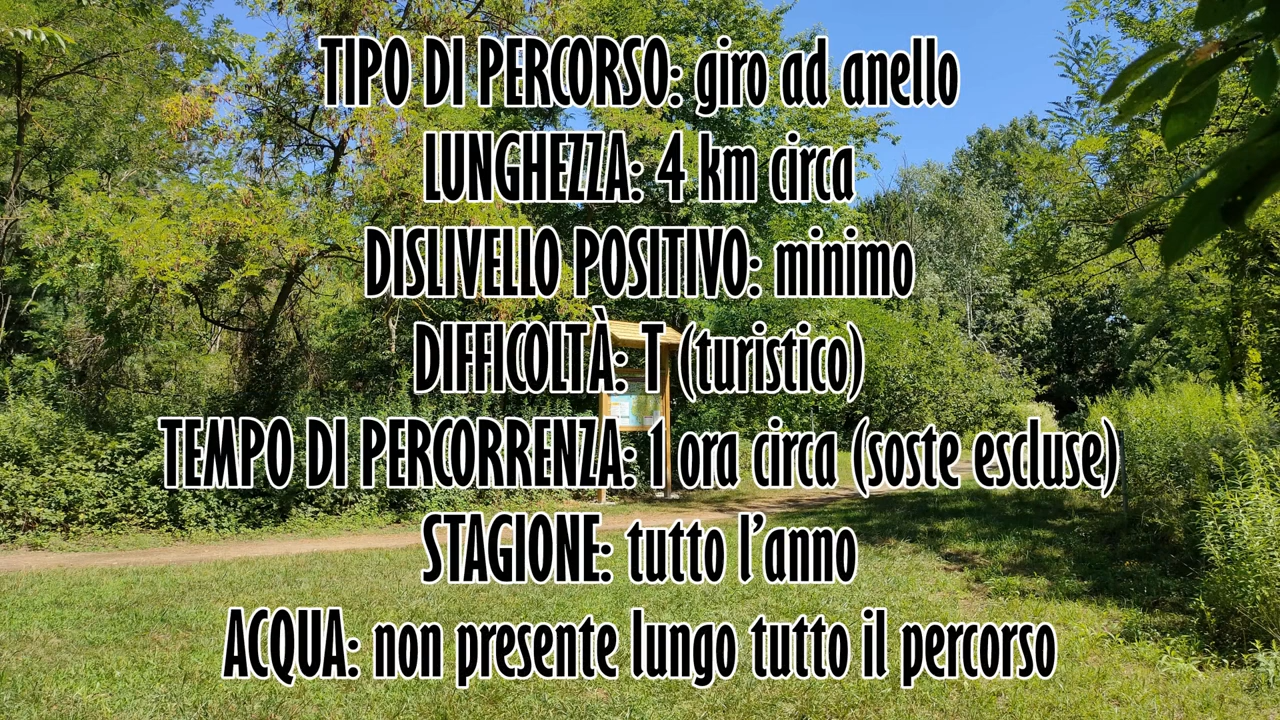 TIPO DI PERCORSO: giro ad anello
LUNGHEZZA: 4 km circa
DISLIVELLO POSITIVO: minimo
DIFFICOLTÀ: T (turistico)
TEMPO DI PERCORRENZA: 1 ora circa (soste escluse)
STAGIONE: tutto l'anno
ACQUA: non presente lungo tutto il percorso